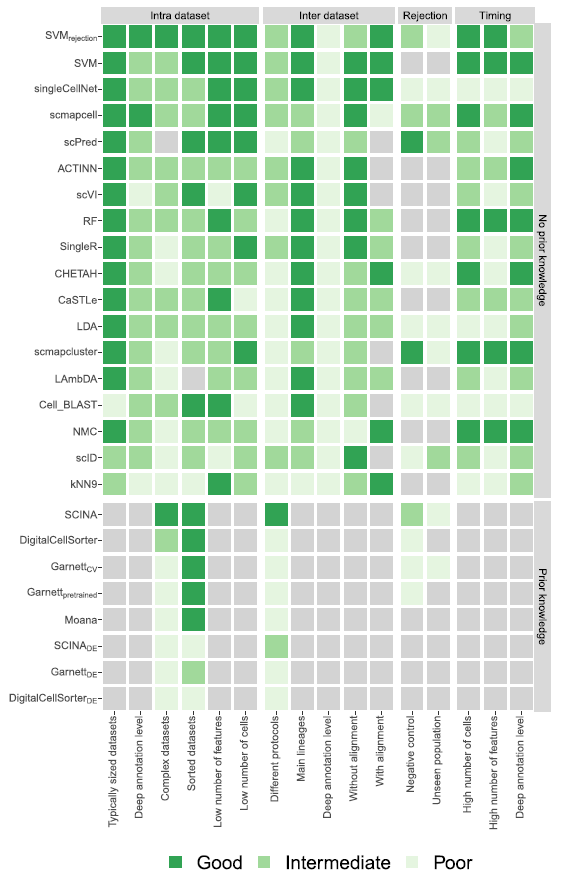 Intra dataset
Inter dataset
Rejection
Timing
SVMrejection
SVM
singleCellNet
scmapcell
scPred
ACTINN
scVI
RF
SingleR
CHETAH
CaSTLe
LDA
scmapcluster
LAmbDA
Cell_BLAST
NMC
scID
kNN9
No prior knowledge
SCINA
DigitalCellSorter
GarnettCV
Garnettpretrained
Moana
SCINADE
GarnettDE
DigitalCellSorterDE
Prior knowledge
Typically sized datasets
Deep annotation level
Complex datasets
Sorted datasets
Low number of features
Low number of cells
Different protocols
Main lineages
Deep annotation level
Without alignment
With alignment
Negative control
Unseen population
High number of cells
High number of features
Deep annotation level
Good
Intermediate
Poor